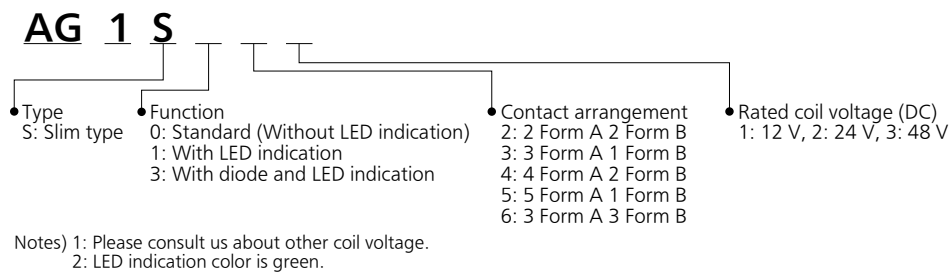 AG 1 S _ _ _
Type
S: Slim type
Function
0: Standard (Without LED indication)
1: With LED indication
3: With diode and LED indication
Contact arrangement
2: 2 Form A 2 Form B
3: 3 Form A 1 Form B
4: 4 Form A 2 Form B
5: 5 Form A 1 Form B
6: 3 Form A 3 Form B
Rated coil voltage (DC)
1: 12 V, 2: 24 V, 3: 48 V
Notes) 1: Please consult us about other coil voltage.
2: LED indication color is green.